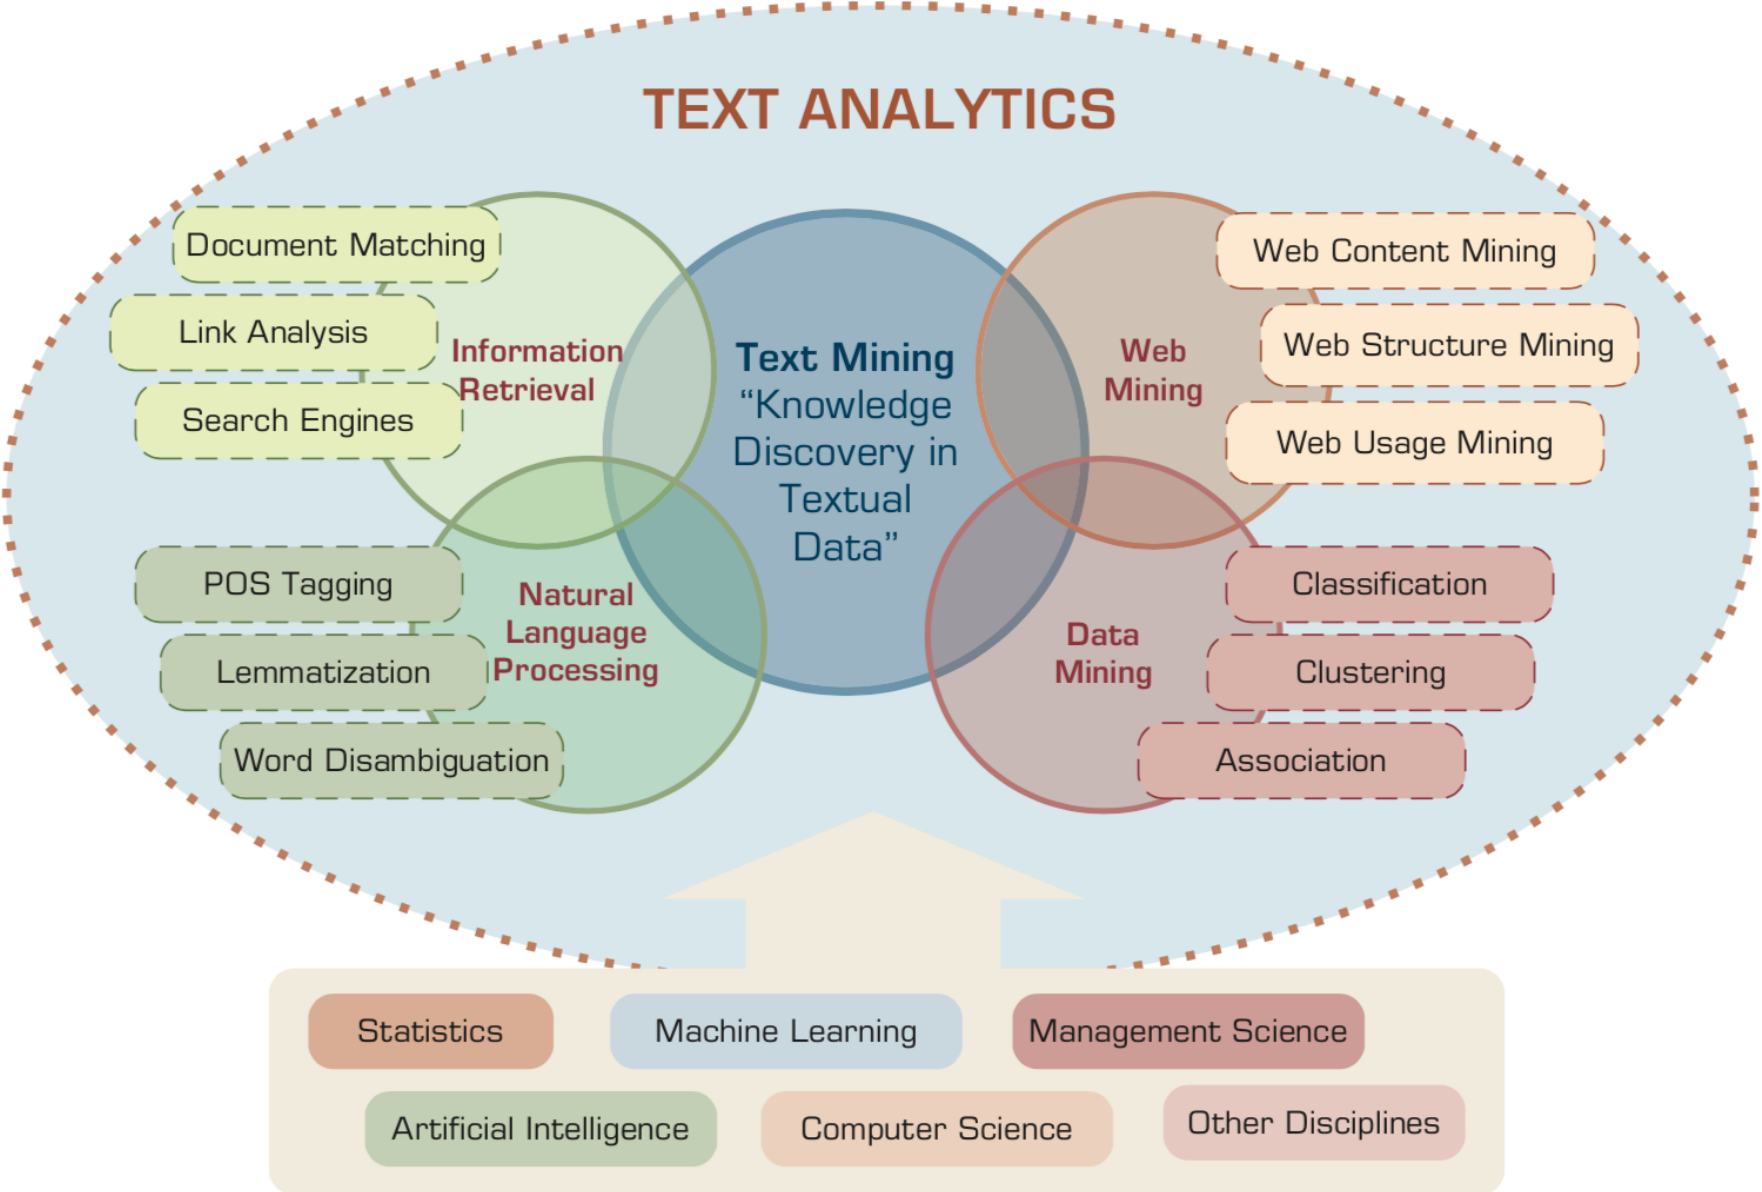 TEXT ANALYTICS
Document Matching
Link Analysis
Search Engines
Information
Retrieval
POS Tagging
Lemmatization
Word Disambiguation
Natural
Language
Processing
Text Mining
“Knowledge
Discovery in
Textual
Data”
Web
Mining
Web Content Mining
Web Structure Mining
Web Usage Mining
Data
Mining
Classification
Clustering
Association
Statistics
Machine Learning
Management Science
Artificial Intelligence
Computer Science
Other Disciplines